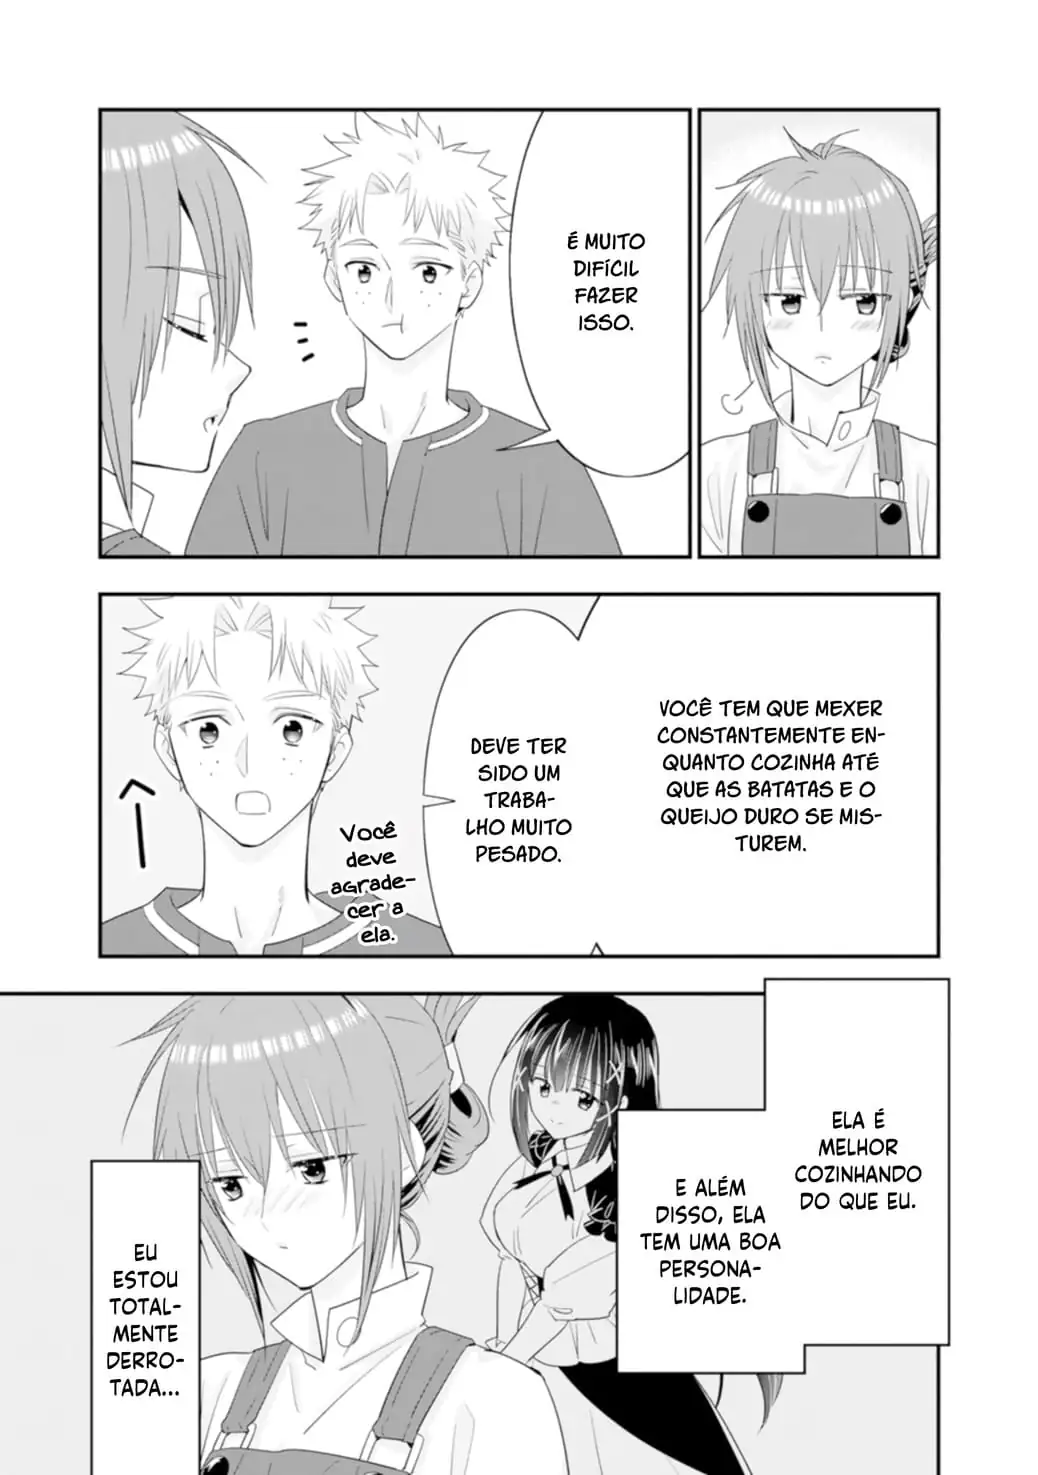 É MUITO
DIFÍCIL
FAZER
ISSO.
VOCÊ TEM QUE MEXER
CONSTANTEMENTE EN-
QUANTO COZINHA ATÉ
QUE AS BATATAS E O
QUEIJO DURO SE MIS-
TUREM.
DEVE TER
SIDO UM
TRABA-
LHO MUITO
PESADO.
Você
deve
agrade-
cer a
ela.
ELA É
MELHOR
COZINHANDO
DO QUE EU.
E ALÉM
DISSO, ELA
TEM UMA BOA
PERSONA-
LIDADE.
EU
ESTOU
TOTAL-
MENTE
DERRO-
TADA...